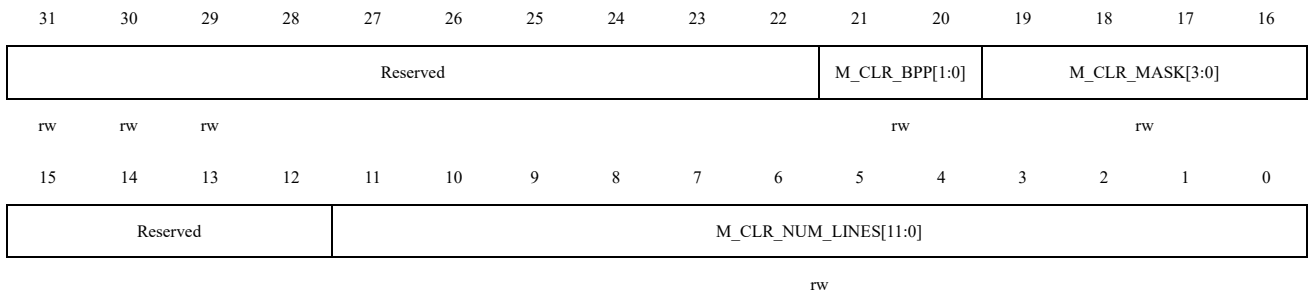 31 30 29 28 27 26 25 24 23 22 21 20 19 18 17 16
Reserved M_CLR_BPP[1:0] M_CLR_MASK[3:0]
rw rw rw rw rw
15 14 13 12 11 10 9 8 7 6 5 4 3 2 1 0
Reserved M_CLR_NUM_LINES[11:0]
rw